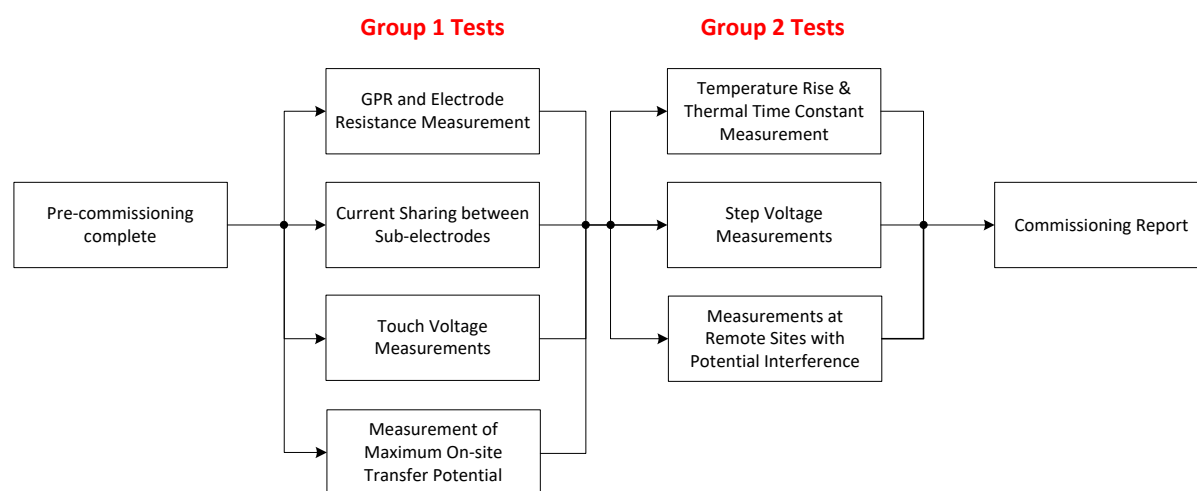 Group 1 Tests
Group 2 Tests
Pre-commissioning
complete
GPR and Electrode
Resistance Measurement
Current Sharing between
Sub-electrodes
Touch Voltage
Measurements
Measurement of
Maximum On-site
Transfer Potential
Temperature Rise &
Thermal Time Constant
Measurement
Step Voltage
Measurements
Measurements at
Remote Sites with
Potential Interference
Commissioning Report